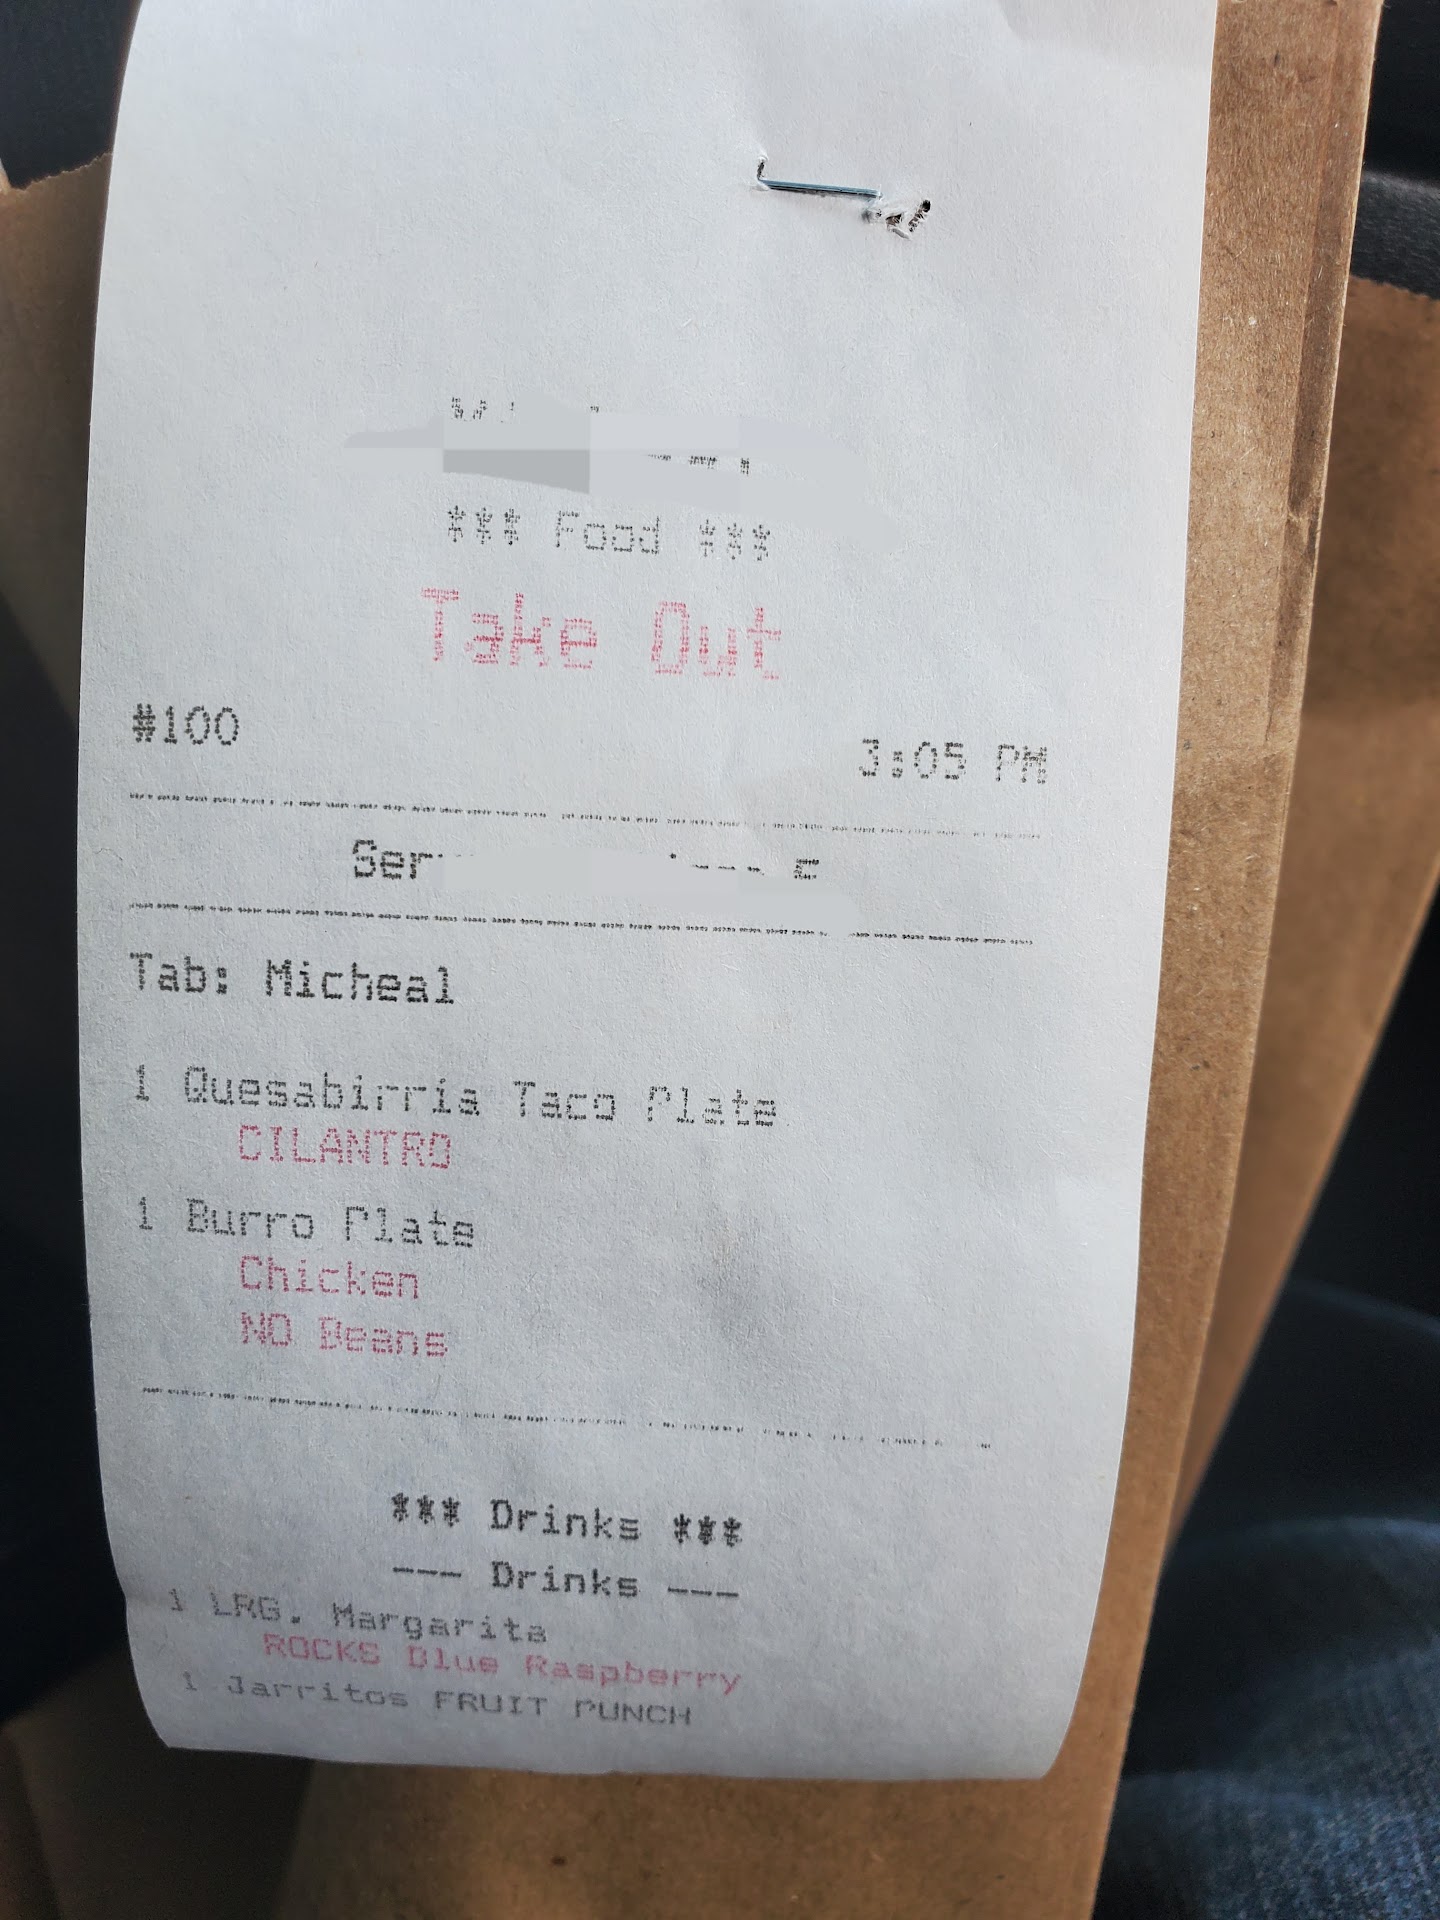 *** Food ***
Take Out
#100
3:05 PM
Tab: Micheal
1 Quesabirria Taco Plate
CILANTRO
1 Burro Plate
Chicken
NO Beans
*** Drinks ***
--- Drinks ---
1 LRG. Margarita
ROCKS Blue Raspberry
1 Jarritos FRUIT PUNCH